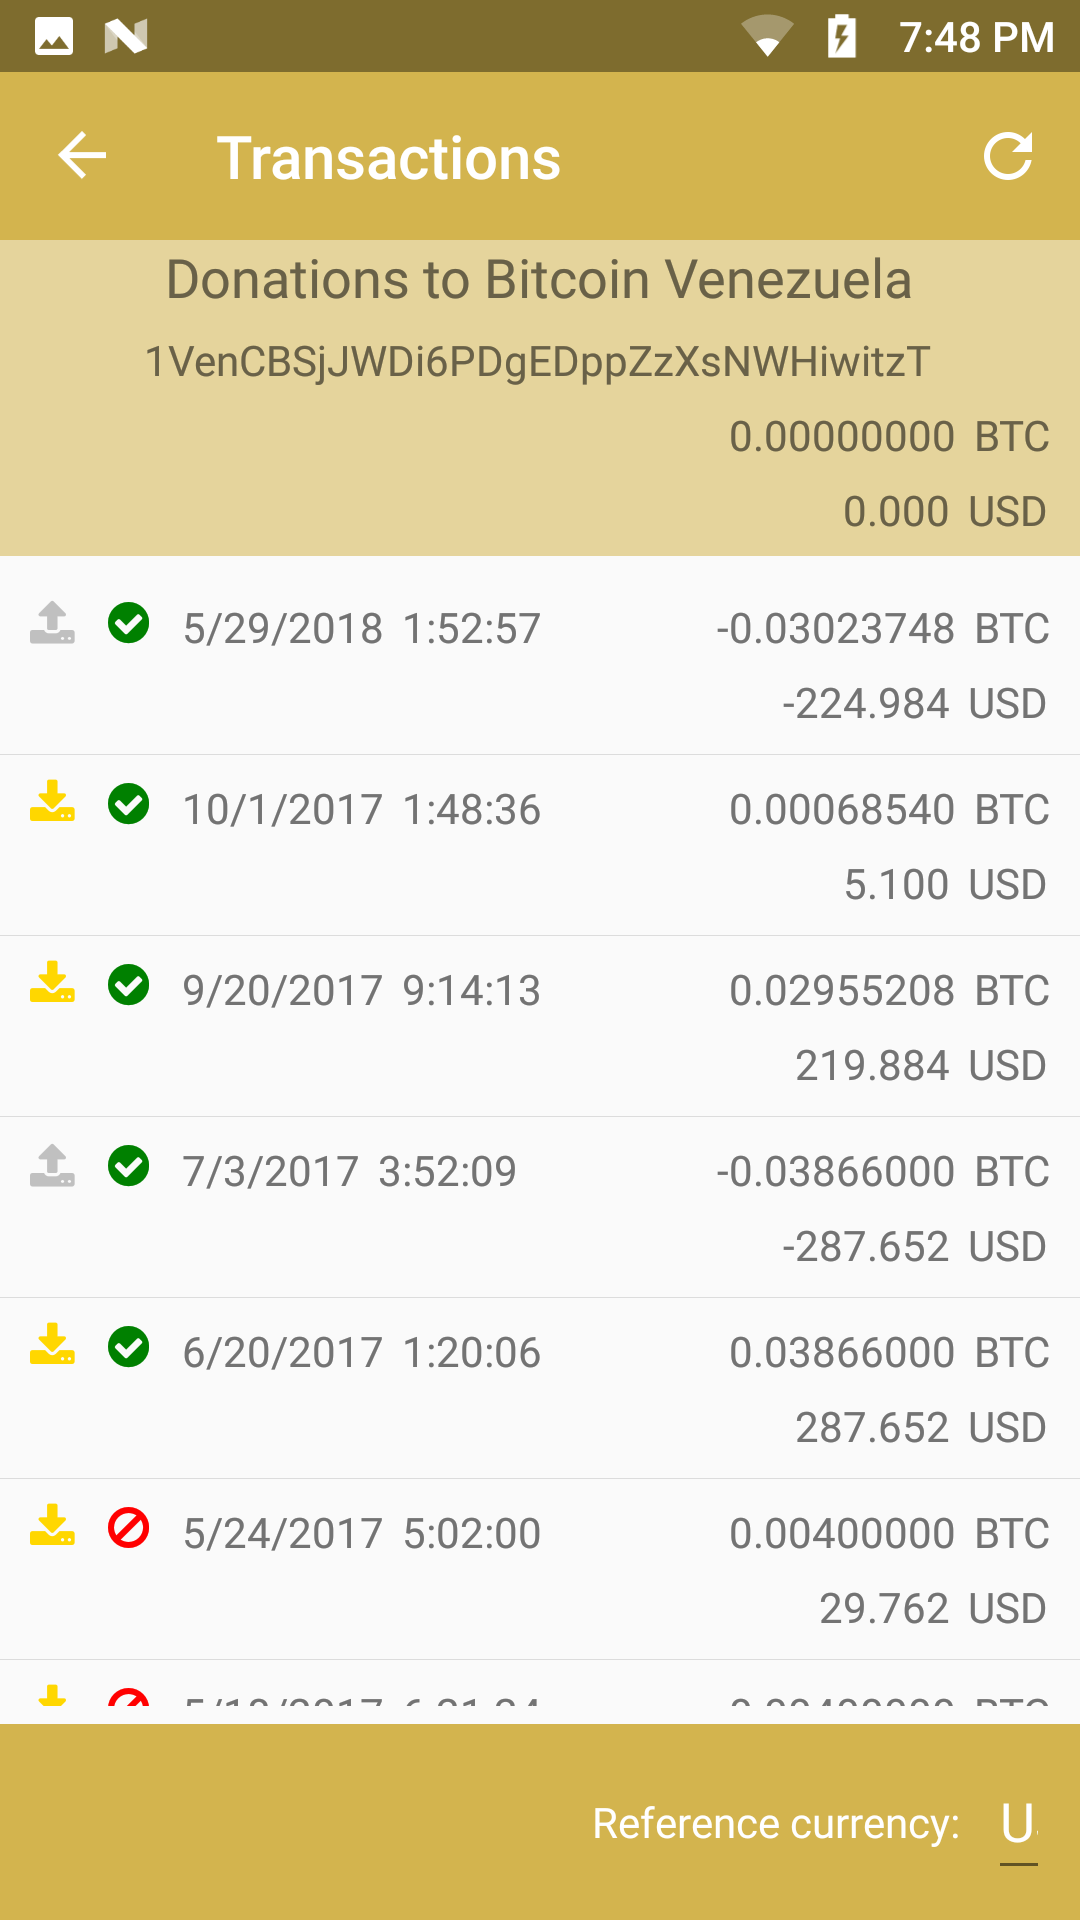 7:48 PM
Transactions
Donations to Bitcoin Venezuela
1VenCBSjJWDi6PDgEDppZzXsNWHiwitzT
0.00000000 BTC
0.000 USD
5/29/2018 1:52:57 -0.03023748 BTC
-224.984 USD
10/1/2017 1:48:36 0.00068540 BTC
5.100 USD
9/20/2017 9:14:13 0.02955208 BTC
219.884 USD
7/3/2017 3:52:09 -0.03866000 BTC
-287.652 USD
6/20/2017 1:20:06 0.03866000 BTC
287.652 USD
5/24/2017 5:02:00 0.00400000 BTC
29.762 USD
BTC
Reference currency: U